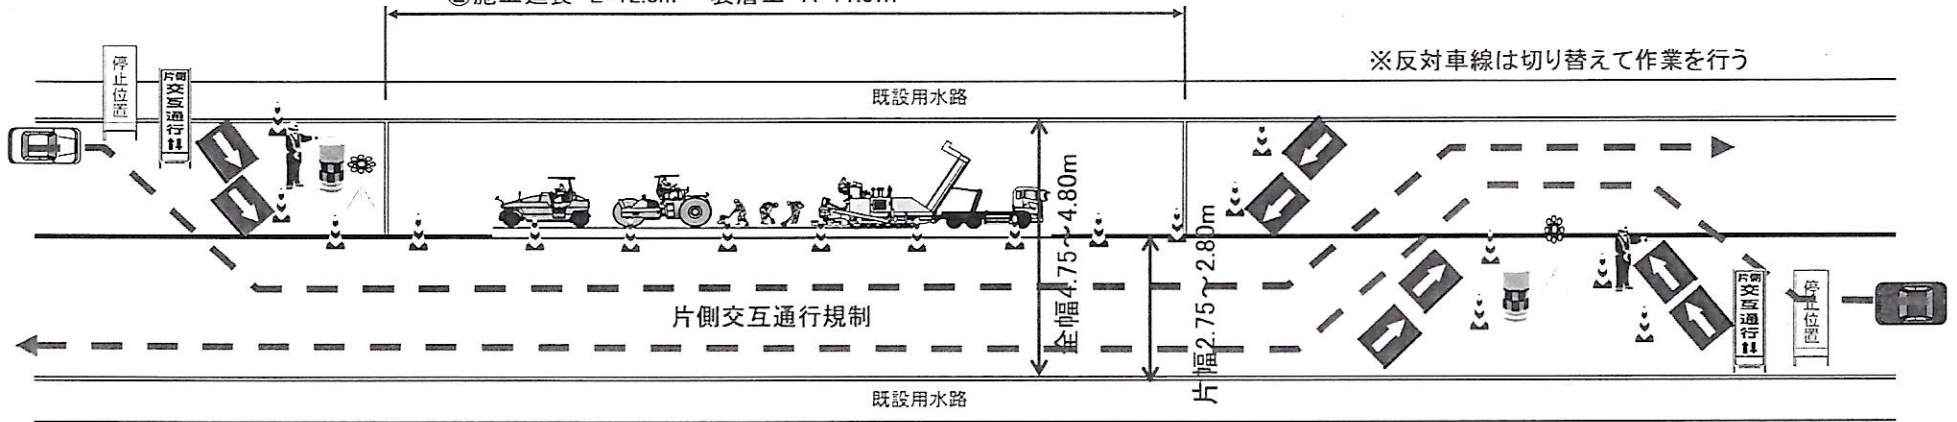 ※反対車線は切り替えて作業を行う
停止位置
片側交互通行
既設用水路
全幅4.75～4.80m
片幅2.75～2.80m
片側交互通行規制
片側交互通行
停止位置
既設用水路